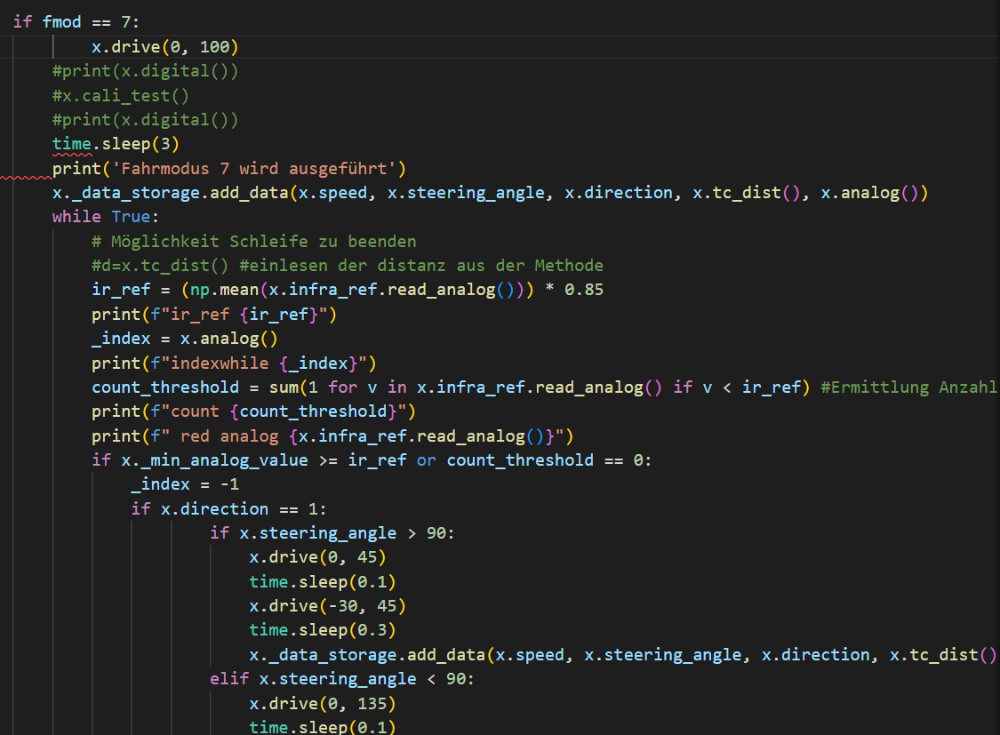 if fmod == 7:
        x.drive(0, 100)
    #print(x.digital())
    #x.cali_test()
    #print(x.digital())
    time.sleep(3)
    print('Fahrmodus 7 wird ausgeführt')
    x._data_storage.add_data(x.speed, x.steering_angle, x.direction, x.tc_dist(), x.analog())
    while True:
        # Möglichkeit Schleife zu beenden
        #d=x.tc_dist() #einlesen der distanz aus der Methode
        ir_ref = (np.mean(x.infra_ref.read_analog())) * 0.85
        print(f"ir_ref {ir_ref}")
        _index = x.analog()
        print(f"indexwhile {_index}")
        count_threshold = sum(1 for v in x.infra_ref.read_analog() if v < ir_ref) #Ermittlung Anzahl
        print(f"count {count_threshold}")
        print(f" red analog {x.infra_ref.read_analog()}")
        if x._min_analog_value >= ir_ref or count_threshold == 0:
            _index = -1
            if x.direction == 1:
                    if x.steering_angle > 90:
                        x.drive(0, 45)
                        time.sleep(0.1)
                        x.drive(-30, 45)
                        time.sleep(0.3)
                        x._data_storage.add_data(x.speed, x.steering_angle, x.direction, x.tc_dist()
                    elif x.steering_angle < 90:
                        x.drive(0, 135)
                        time.sleep(0.1)